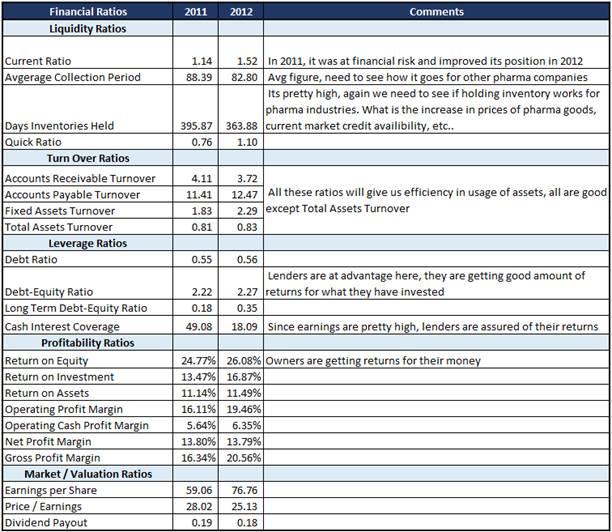 Financial Ratios 2011 2012 Comments
Liquidity Ratios
Current Ratio 1.14 1.52 In 2011, it was at financial risk and improved its position in 2012
Avgerage Collection Period 88.39 82.80 Avg figure, need to see how it goes for other pharma companies
Its pretty high, again we need to see if holding inventory works for
pharma industries. What is the increase in prices of pharma goods,
Days Inventories Held 395.87 363.88 current market credit availibility, etc..
Quick Ratio 0.76 1.10
Turn Over Ratios
Accounts Receivable Turnover 4.11 3.72
Accounts Payable Turnover 11.41 12.47 All these ratios will give us efficiency in usage of assets, all are good
Fixed Assets Turnover 1.83 2.29 except Total Assets Turnover
Total Assets Turnover 0.81 0.83
Leverage Ratios
Debt Ratio 0.55 0.56
Lenders are at advantage here, they are getting good amount of
Debt-Equity Ratio 2.22 2.27 returns for what they have invested
Long Term Debt-Equity Ratio 0.18 0.35
Cash Interest Coverage 49.08 18.09 Since earnings are pretty high, lenders are assured of their returns
Profitability Ratios
Return on Equity 24.77% 26.08% Owners are getting returns for their money
Return on Investment 13.47% 16.87%
Return on Assets 11.14% 11.49%
Operating Profit Margin 16.11% 19.46%
Operating Cash Profit Margin 5.64% 6.35%
Net Profit Margin 13.80% 13.79%
Gross Profit Margin 16.34% 20.56%
Market / Valuation Ratios
Earnings per Share 59.06 76.76
Price / Earnings 28.02 25.13
Dividend Payout 0.19 0.18